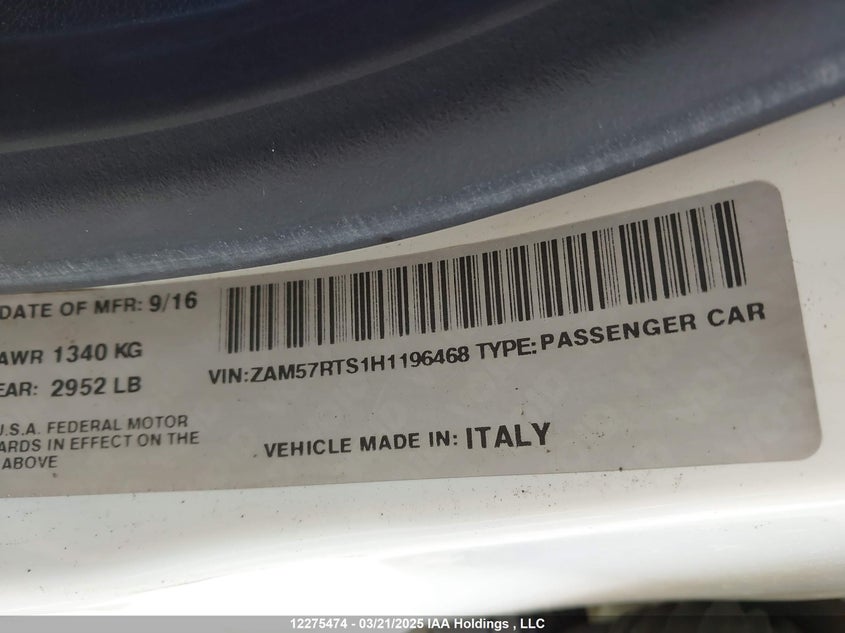 DATE OF MFR: 9/16
AWR 1340 KG
EAR: 2952 LB
VIN:ZAM57RTS1H1196468 TYPE:PASSENGER CAR
U.S.A. FEDERAL MOTOR
ARDS IN EFFECT ON THE
ABOVE
VEHICLE MADE IN: ITALY
12275474 - 03/21/2025 IAA Holdings , LLC